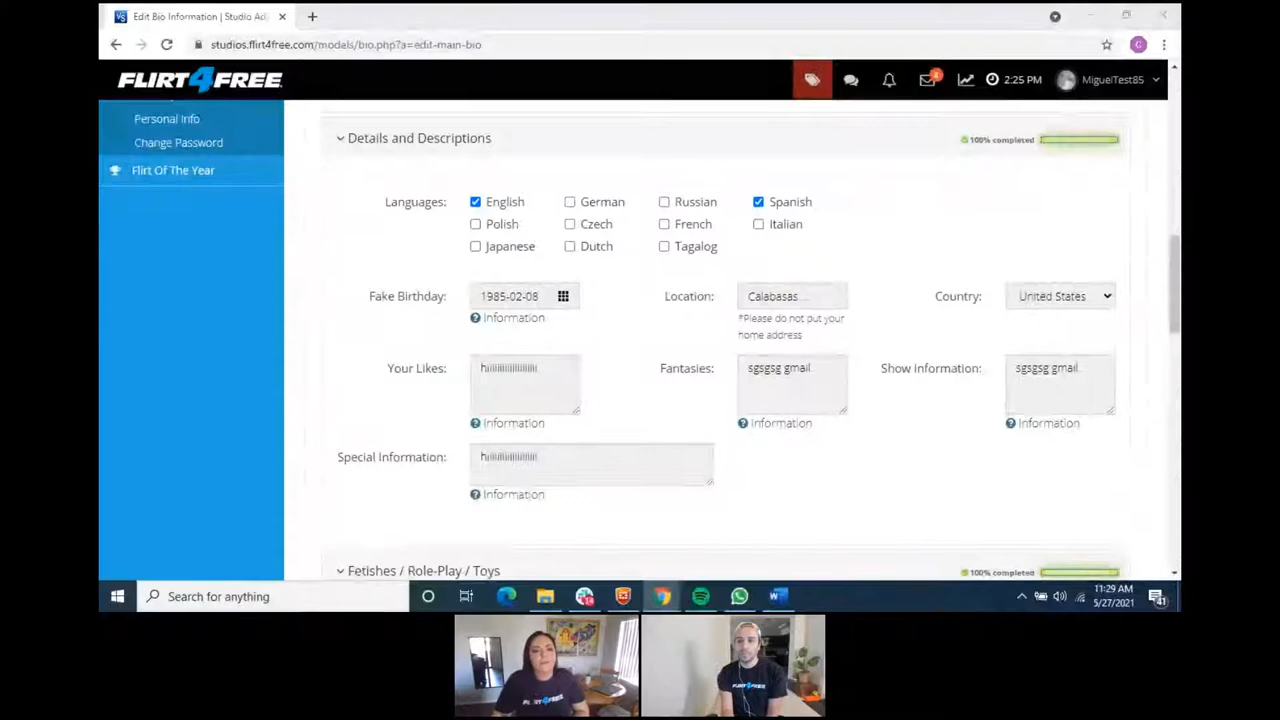 Edit Bio Information | Studio Ad
studios.flirt4free.com/models/bio.php?a=edit-main-bio
G
FLIRT4FREE
2:25 PM
MiguelTest85
Personal Info
Change Password
Flirt Of The Year
Details and Descriptions
100% completed
Languages:
English
German
Russian
Spanish
Polish
Czech
French
Italian
Japanese
Dutch
Tagalog
Fake Birthday:
1985-02-08
Location:
Calabasas
Country:
United States
Information
*Please do not put your
home address
Your Likes:
Fantasies:
sgsgsg gmail
Show Information:
sgsgsg gmail
Information
Information
Information
Special Information:
Information
Fetishes / Role-Play / Toys
100% completed
Search for anything
11:29 AM
5/27/2021
41
FLIRT4FREE
FLIRT4FREE